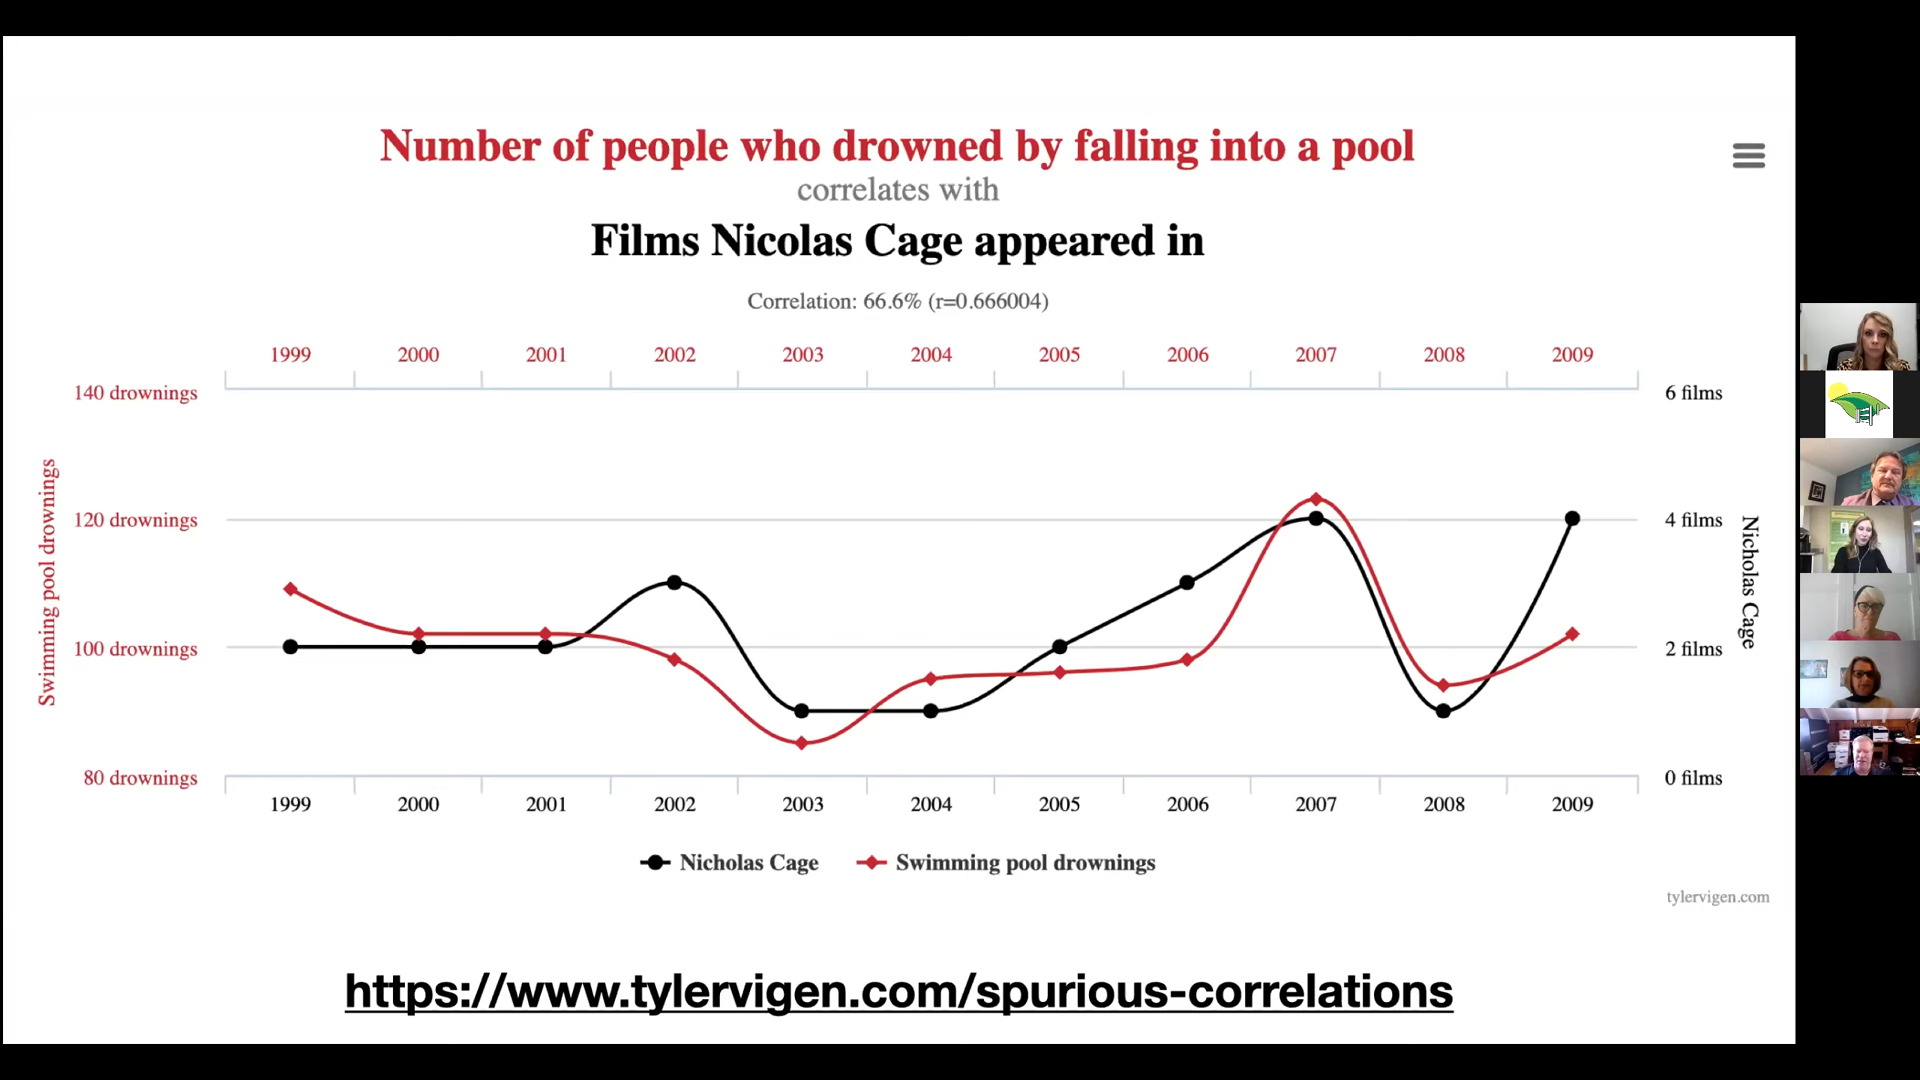 Number of people who drowned by falling into a pool
correlates with
Films Nicolas Cage appeared in
Correlation: 66.6% (r=0.666004)
1999 2000 2001 2002 2003 2004 2005 2006 2007 2008 2009
140 drownings 6 films
120 drownings 4 films
100 drownings 2 films
80 drownings 0 films
Swimming pool drownings
Nicholas Cage
1999 2000 2001 2002 2003 2004 2005 2006 2007 2008 2009
Nicholas Cage Swimming pool drownings
tylervigen.com
https://www.tylervigen.com/spurious-correlations